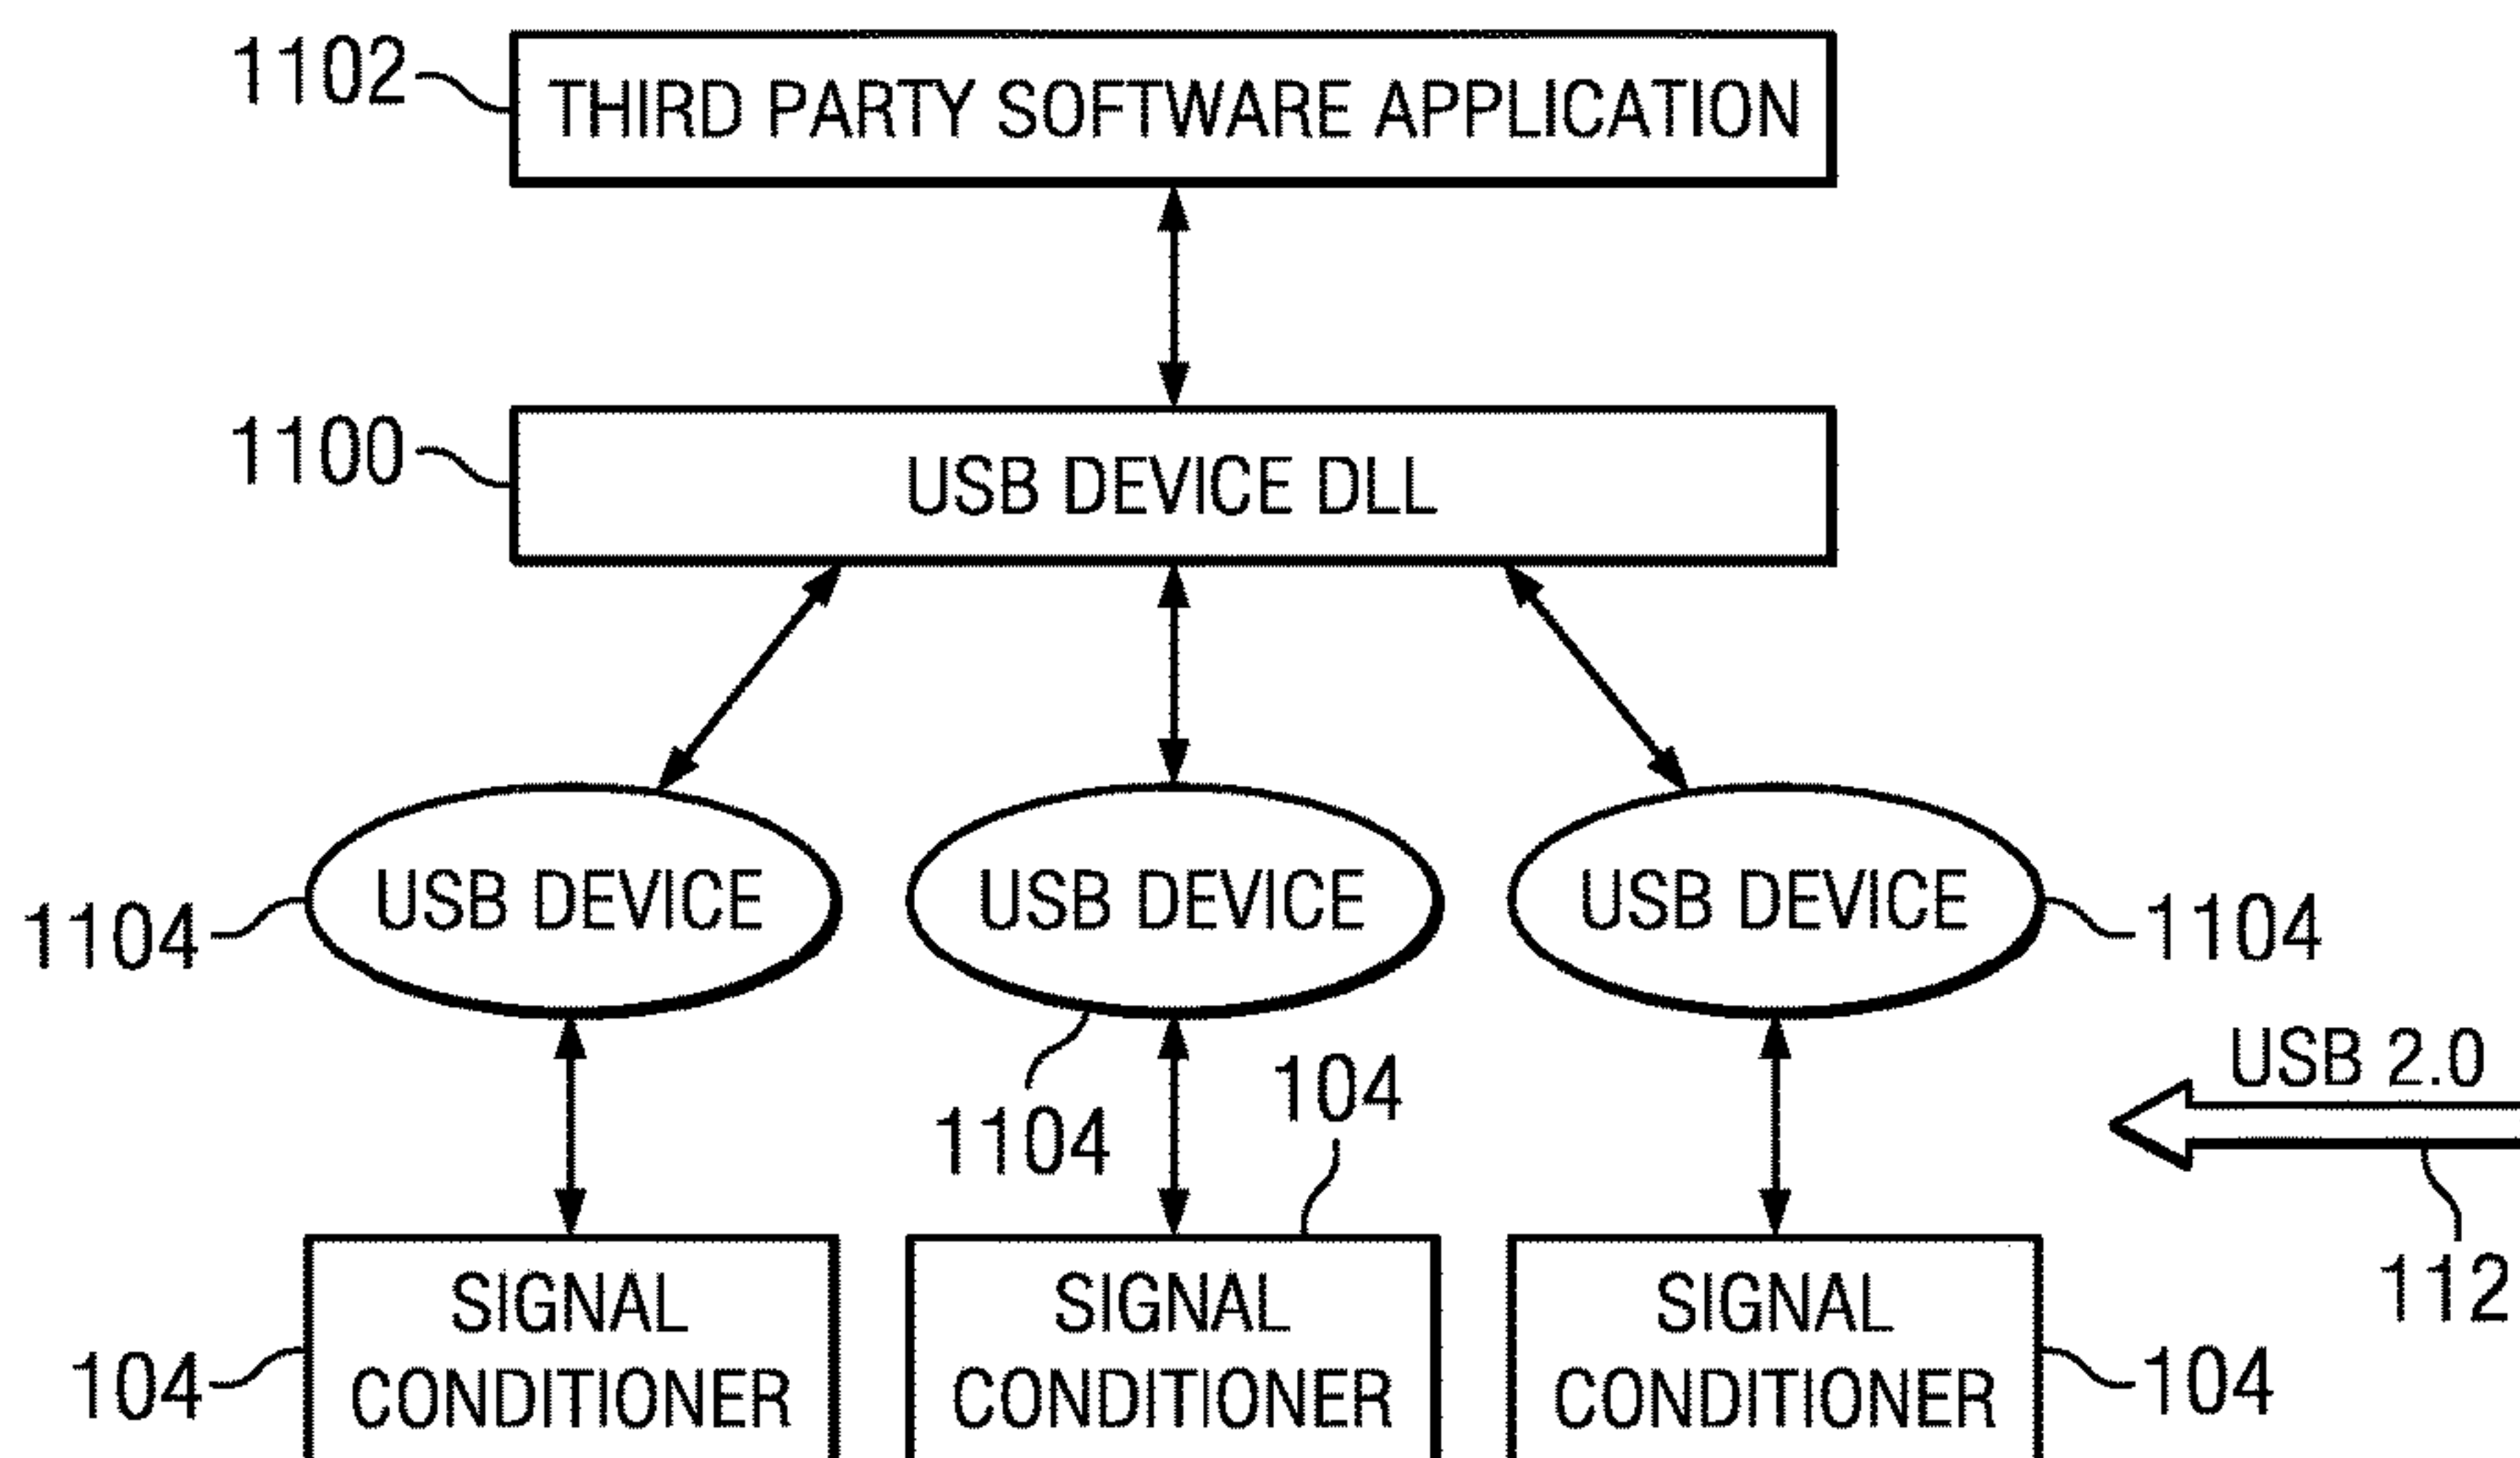 1102
THIRD PARTY SOFTWARE APPLICATION
1100
USB DEVICE DLL
USB DEVICE
USB DEVICE
USB DEVICE
1104
1104
1104
104
USB 2.0
112
SIGNAL
CONDITIONER
SIGNAL
CONDITIONER
SIGNAL
CONDITIONER
104
104